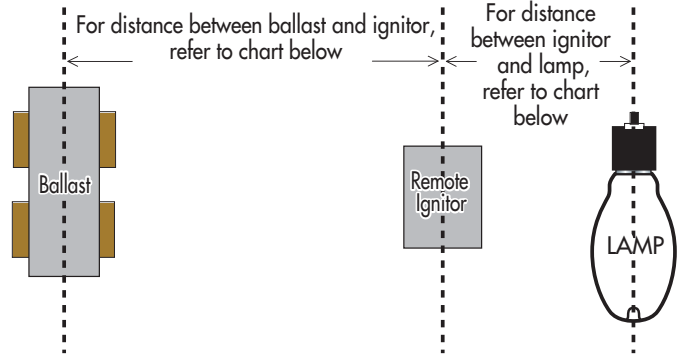 For distance between ballast and ignitor,
refer to chart below
For distance
between ignitor
and lamp,
refer to chart
below
Ballast
Remote
Ignitor
LAMP